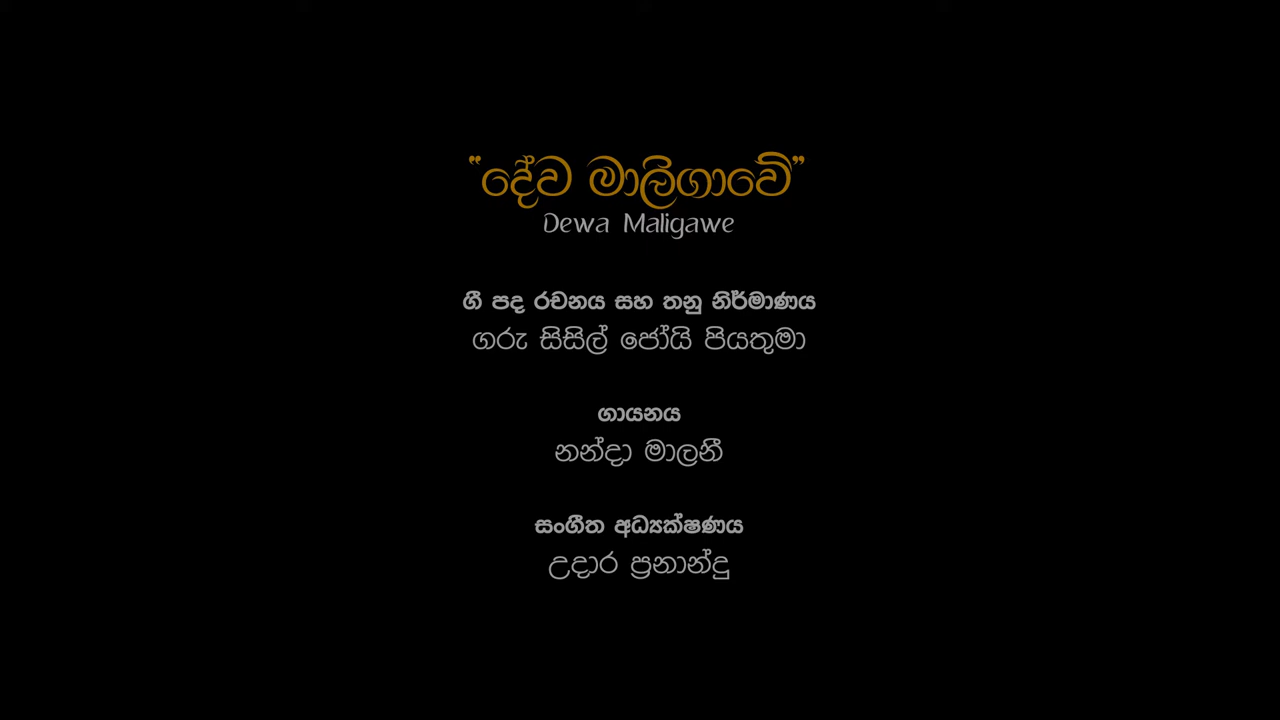 “දේව මාලිගාවේ”
Dewa Maligawe
ගී පද රචනය සහ තනු නිර්මාණය
ගරු සිසිල් ජෝයි පියතුමා
ගායනය
නන්දා මාලනී
සංගීත අධ්‍යක්ෂණය
උදාර ප්‍රනාන්දු